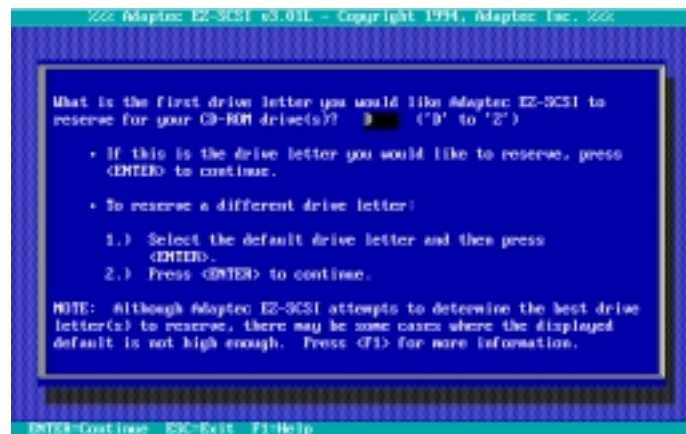 %%% Adaptec EZ-SCSI v3.01L - Copyright 1994, Adaptec Inc. %%%
What is the first drive letter you would like Adaptec EZ-SCSI to
reserve for your CD-ROM drive(s)? D ('D' to 'Z')
• If this is the drive letter you would like to reserve, press
<ENTER> to continue.
• To reserve a different drive letter:
1.) Select the default drive letter and then press
<ENTER>.
2.) Press <ENTER> to continue.
NOTE: Although Adaptec EZ-SCSI attempts to determine the best drive
letter(s) to reserve, there may be some cases where the displayed
default is not high enough. Press <F1> for more information.
ENTER=Continue ESC=Exit F1=Help